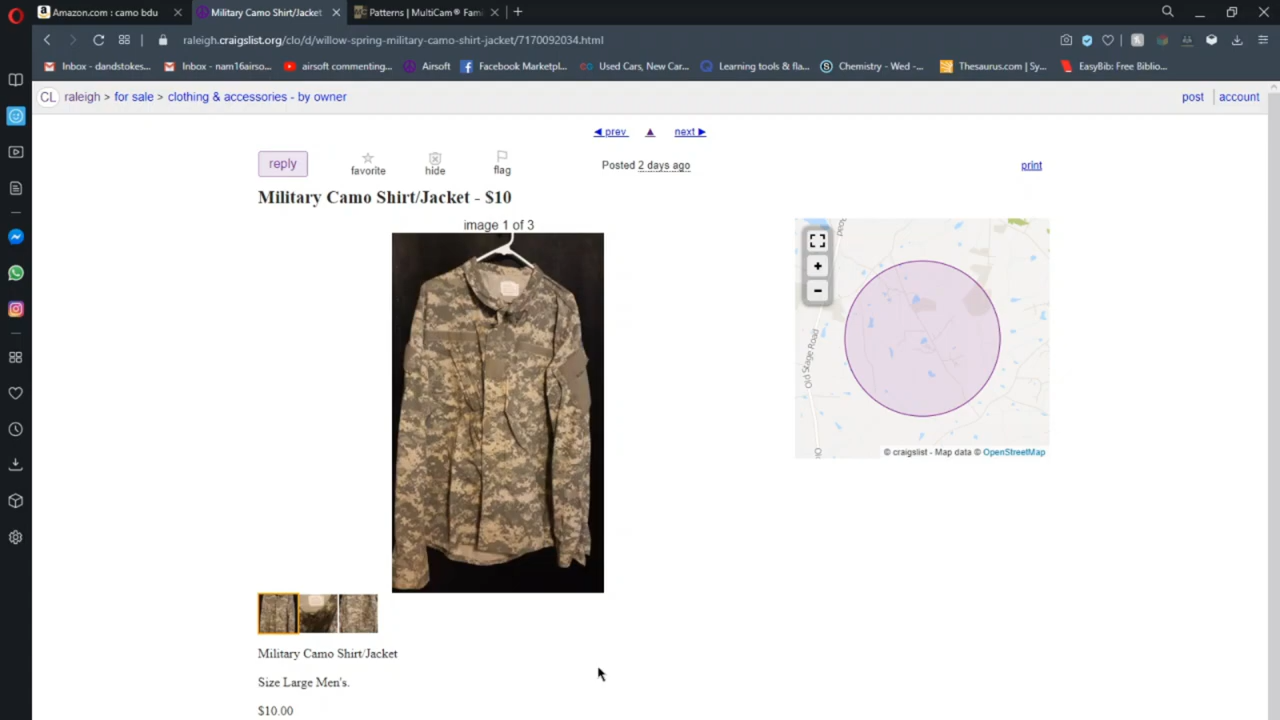 Amazon.com : camo bdu
Military Camo Shirt/Jacket
Patterns | MultiCam® Fami
raleigh.craigslist.org/clo/d/willow-spring-military-camo-shirt-jacket/7170092034.html
Inbox - dandstokes...
Inbox - nam16airso...
airsoft commenting...
Airsoft
Facebook Marketpl...
Used Cars, New Car...
Learning tools & fla...
Chemistry - Wed -...
Thesaurus.com | Sy...
EasyBib: Free Biblio...
CL raleigh > for sale > clothing & accessories - by owner
post account
◀ prev ▲ next ▶
reply
favorite
hide
flag
Posted 2 days ago
print
Military Camo Shirt/Jacket - $10
image 1 of 3
+
-
Old Stage Road
© craigslist - Map data © OpenStreetMap
Military Camo Shirt/Jacket
Size Large Men's.
$10.00